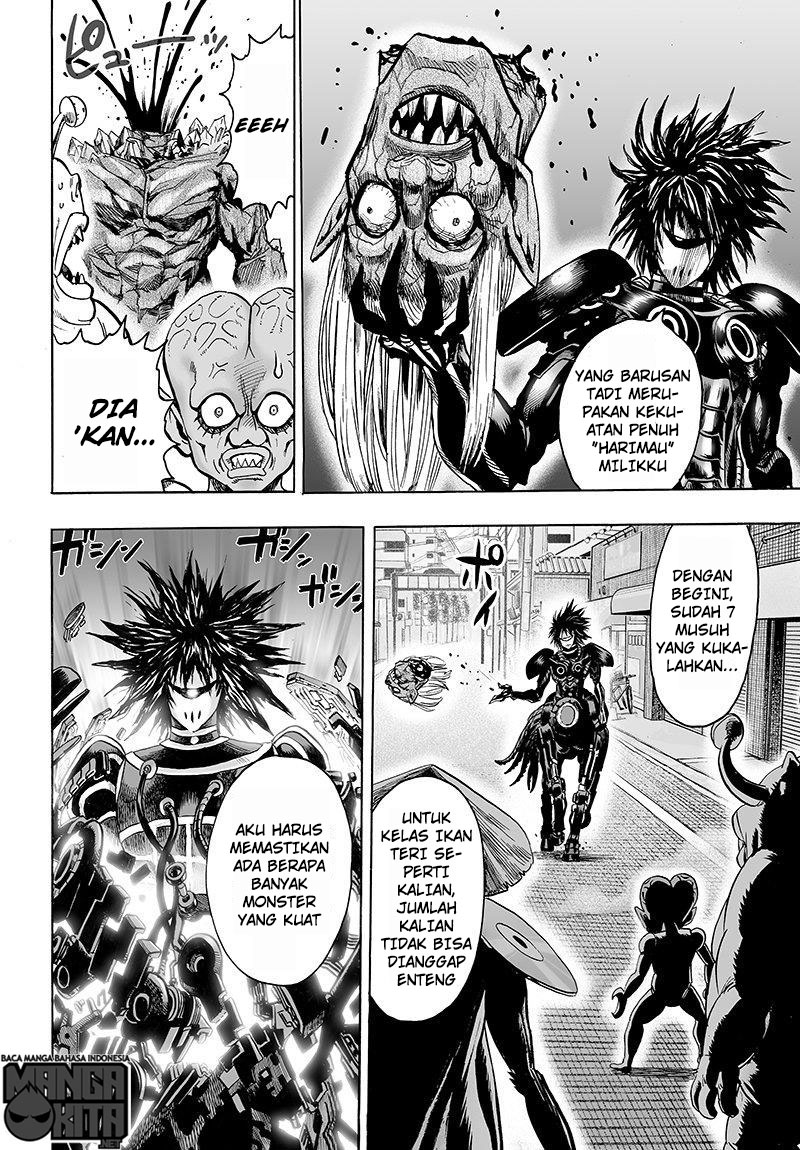 YANG BARUSAN
TADI MERU-
PAKAN KEKU-
ATAN PENUH
"HARIMAU"
MILIKKU
ピューーッ
EEEH
DIA
'KAN...
DENGAN
BEGINI,
SUDAH 7
MUSUH
YANG KUKA-
LAHKAN...
ポイ
UNTUK
KELAS IKAN
TERI SE-
PERTI
KALIAN,
JUMLAH
KALIAN
TIDAK BISA
DIANGGAP
ENTENG
ガシン
ガシン
AKU HARUS
MEMASTIKAN
ADA BERAPA
BANYAK
MONSTER
YANG KUAT
BACA MANGA BAHASA INDONESIA
MANGA
KITA
.NET